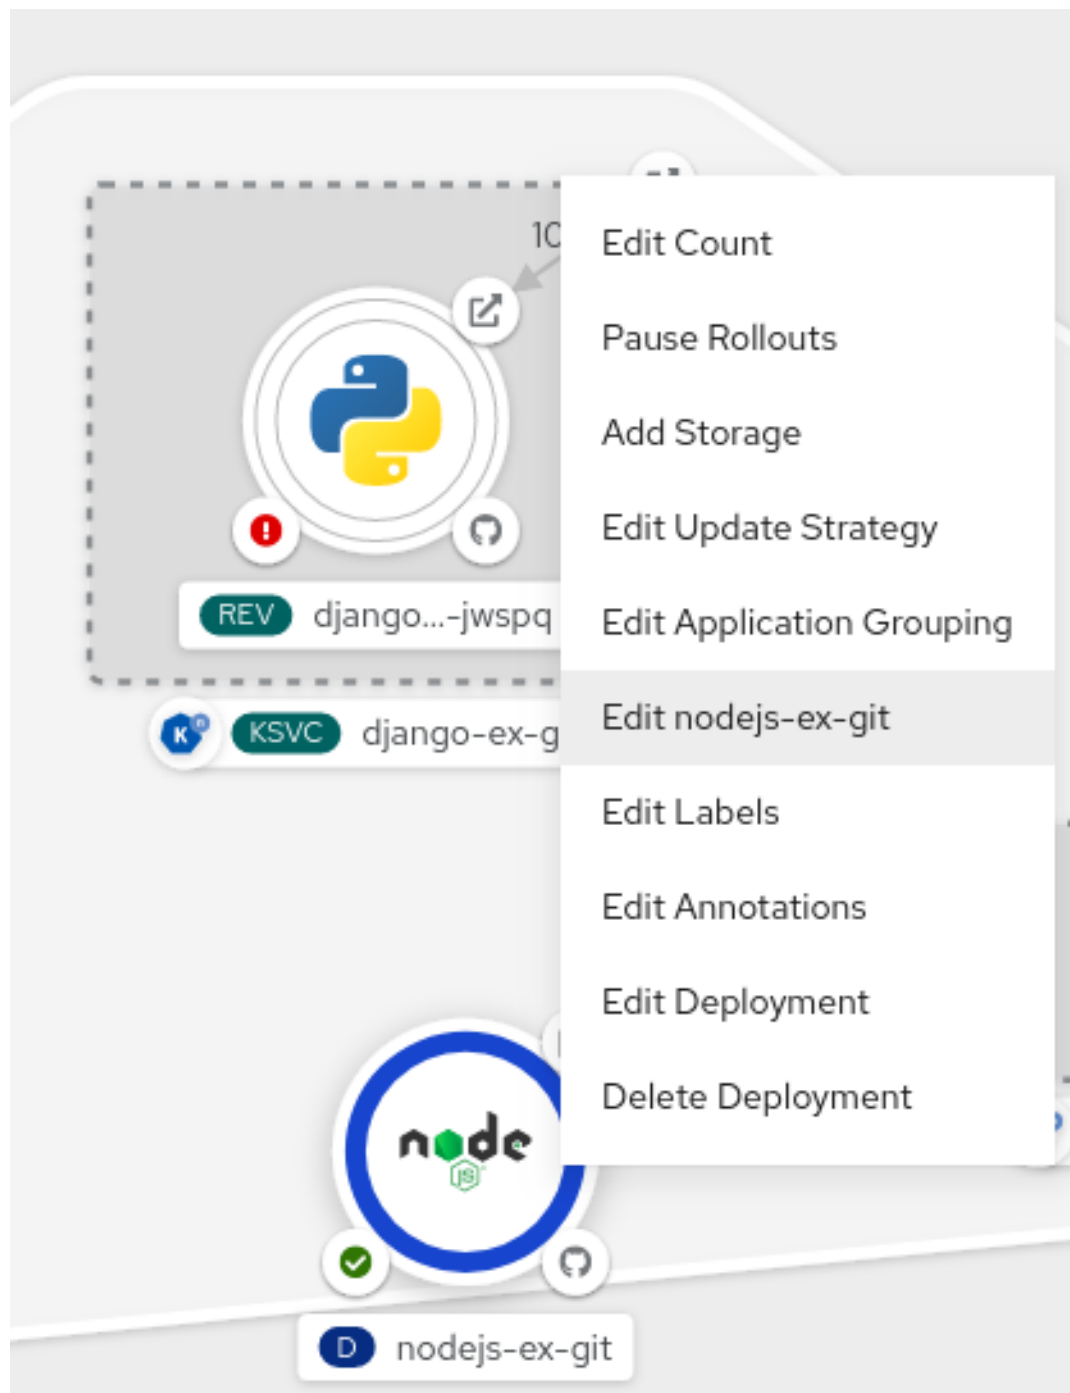 10
Edit Count
Pause Rollouts
Add Storage
Edit Update Strategy
REV django...-jwspq
Edit Application Grouping
Edit nodejs-ex-git
K n KSVC django-ex-g
Edit Labels
Edit Annotations
Edit Deployment
Delete Deployment
node
JS
D nodejs-ex-git